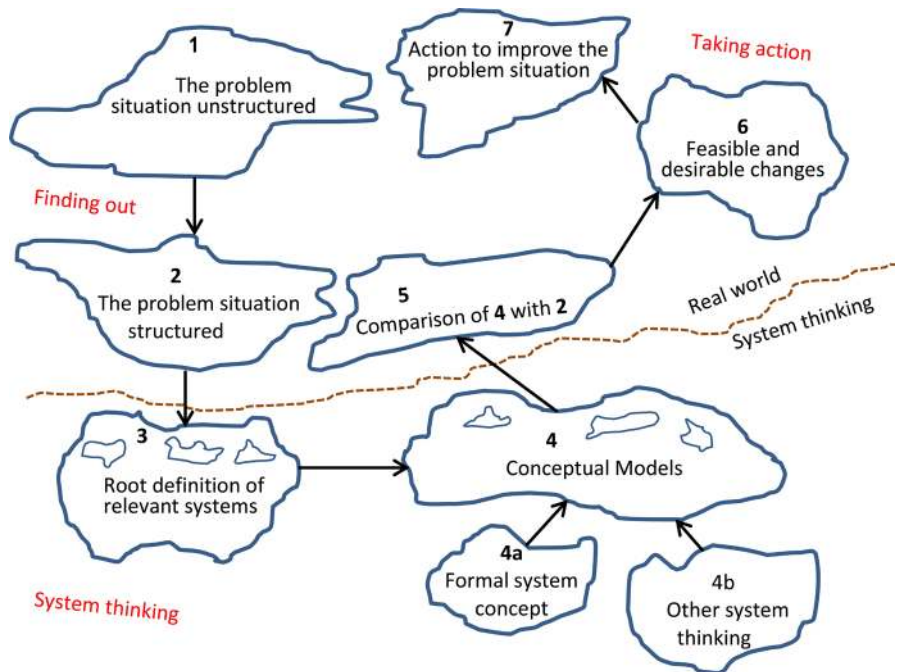 1
The problem
situation unstructured
7
Action to improve the
problem situation
Taking action
6
Feasible and
desirable changes
Finding out
2
The problem situation
structured
5
Comparison of 4 with 2
Real world
System thinking
3
Root definition of
relevant systems
4
Conceptual Models
4a
Formal system
concept
4b
Other system
thinking
System thinking